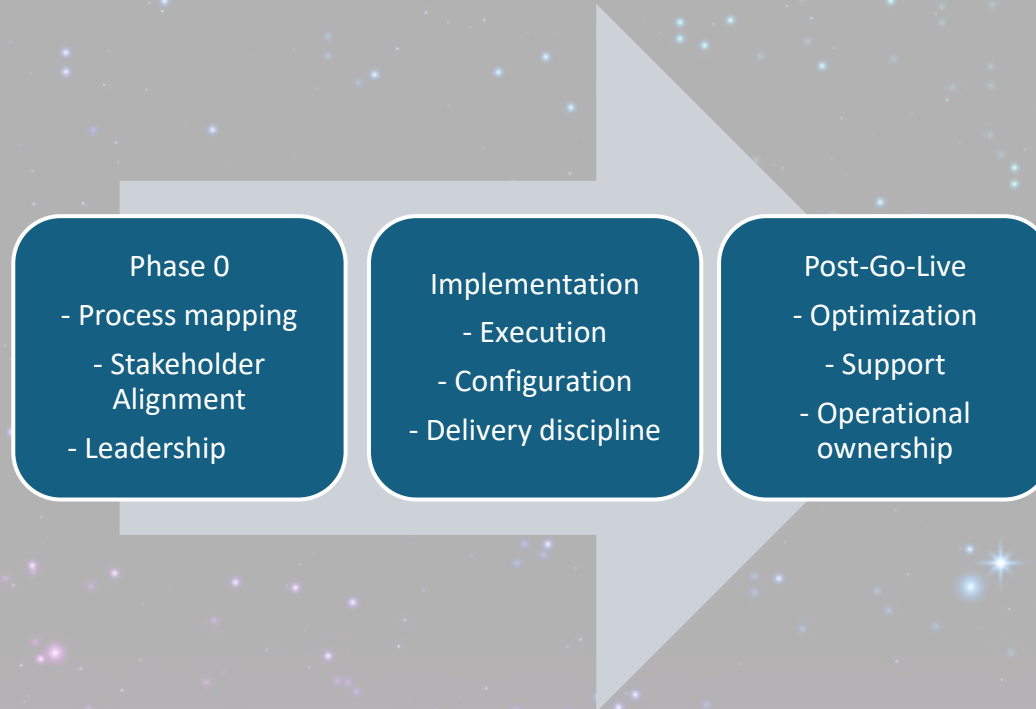 Phase 0
- Process mapping
- Stakeholder
Alignment
- Leadership
Implementation
- Execution
- Configuration
- Delivery discipline
Post-Go-Live
- Optimization
- Support
- Operational
ownership